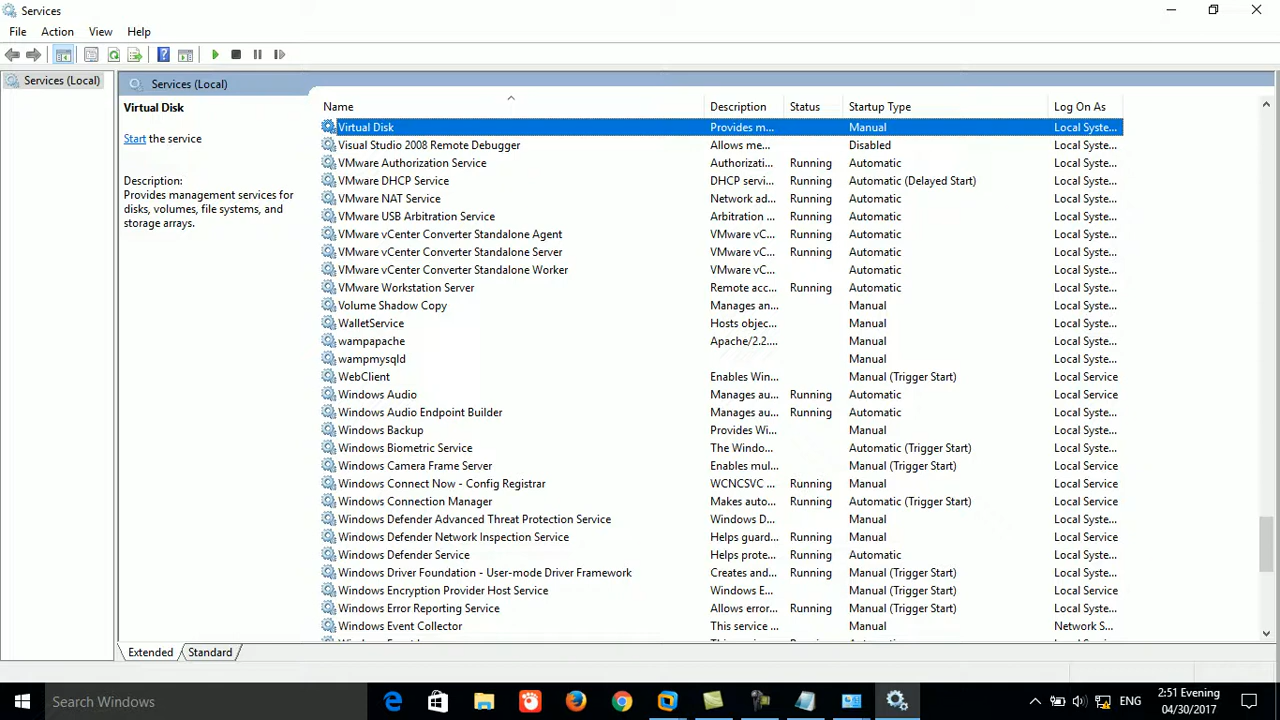 Services
File Action View Help
Services (Local)
Services (Local)
Virtual Disk
Start the service
Description:
Provides management services for
disks, volumes, file systems, and
storage arrays.
Name Description Status Startup Type Log On As
Virtual Disk Provides m... Manual Local Syste...
Visual Studio 2008 Remote Debugger Allows me... Disabled Local Syste...
VMware Authorization Service Authorizati... Running Automatic Local Syste...
VMware DHCP Service DHCP servi... Running Automatic (Delayed Start) Local Syste...
VMware NAT Service Network ad... Running Automatic Local Syste...
VMware USB Arbitration Service Arbitration ... Running Automatic Local Syste...
VMware vCenter Converter Standalone Agent VMware vC... Running Automatic Local Syste...
VMware vCenter Converter Standalone Server VMware vC... Running Automatic Local Syste...
VMware vCenter Converter Standalone Worker VMware vC... Automatic Local Syste...
VMware Workstation Server Remote acc... Running Automatic Local Syste...
Volume Shadow Copy Manages an... Manual Local Syste...
WalletService Hosts objec... Manual Local Syste...
wampapache Apache/2.2.... Manual Local Syste...
wampmysqld Manual Local Syste...
WebClient Enables Win... Manual (Trigger Start) Local Service
Windows Audio Manages au... Running Automatic Local Service
Windows Audio Endpoint Builder Manages au... Running Automatic Local Syste...
Windows Backup Provides Wi... Manual Local Syste...
Windows Biometric Service The Windo... Automatic (Trigger Start) Local Syste...
Windows Camera Frame Server Enables mul... Manual (Trigger Start) Local Service
Windows Connect Now - Config Registrar WCNCSVC ... Running Manual Local Service
Windows Connection Manager Makes auto... Running Automatic (Trigger Start) Local Service
Windows Defender Advanced Threat Protection Service Windows D... Manual Local Syste...
Windows Defender Network Inspection Service Helps guard... Running Manual Local Service
Windows Defender Service Helps prote... Running Automatic Local Syste...
Windows Driver Foundation - User-mode Driver Framework Creates and... Running Manual (Trigger Start) Local Syste...
Windows Encryption Provider Host Service Windows E... Manual (Trigger Start) Local Service
Windows Error Reporting Service Allows error... Running Manual (Trigger Start) Local Syste...
Windows Event Collector This service ... Manual Network S...
Extended Standard
Search Windows
ENG
2:51 Evening
04/30/2017